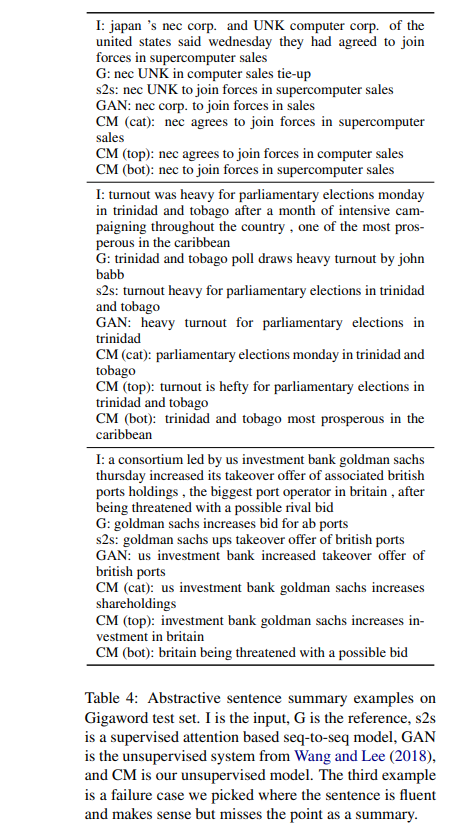 I: japan 's nec corp. and UNK computer corp. of the
united states said wednesday they had agreed to join
forces in supercomputer sales
G: nec UNK in computer sales tie-up
s2s: nec UNK to join forces in supercomputer sales
GAN: nec corp. to join forces in sales
CM (cat): nec agrees to join forces in supercomputer
sales
CM (top): nec agrees to join forces in computer sales
CM (bot): nec to join forces in supercomputer sales
I: turnout was heavy for parliamentary elections monday
in trinidad and tobago after a month of intensive cam-
paigning throughout the country , one of the most pros-
perous in the caribbean
G: trinidad and tobago poll draws heavy turnout by john
babb
s2s: turnout heavy for parliamentary elections in trinidad
and tobago
GAN: heavy turnout for parliamentary elections in
trinidad
CM (cat): parliamentary elections monday in trinidad and
tobago
CM (top): turnout is hefty for parliamentary elections in
trinidad and tobago
CM (bot): trinidad and tobago most prosperous in the
caribbean
I: a consortium led by us investment bank goldman sachs
thursday increased its takeover offer of associated british
ports holdings , the biggest port operator in britain , after
being threatened with a possible rival bid
G: goldman sachs increases bid for ab ports
s2s: goldman sachs ups takeover offer of british ports
GAN: us investment bank increased takeover offer of
british ports
CM (cat): us investment bank goldman sachs increases
shareholdings
CM (top): investment bank goldman sachs increases in-
vestment in britain
CM (bot): britain being threatened with a possible bid
Table 4: Abstractive sentence summary examples on
Gigaword test set. I is the input, G is the reference, s2s
is a supervised attention based seq-to-seq model, GAN
is the unsupervised system from Wang and Lee (2018),
and CM is our unsupervised model. The third example
is a failure case we picked where the sentence is fluent
and makes sense but misses the point as a summary.